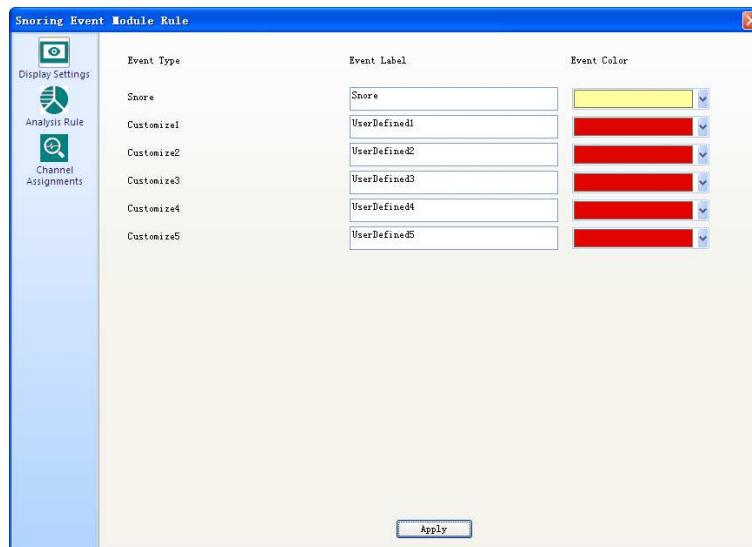 Snoring Event Module Rule
Display Settings
Analysis Rule
Channel
Assignments
Event Type Event Label Event Color
Snore Snore
Customize1 UserDefined1
Customize2 UserDefined2
Customize3 UserDefined3
Customize4 UserDefined4
Customize5 UserDefined5
Apply